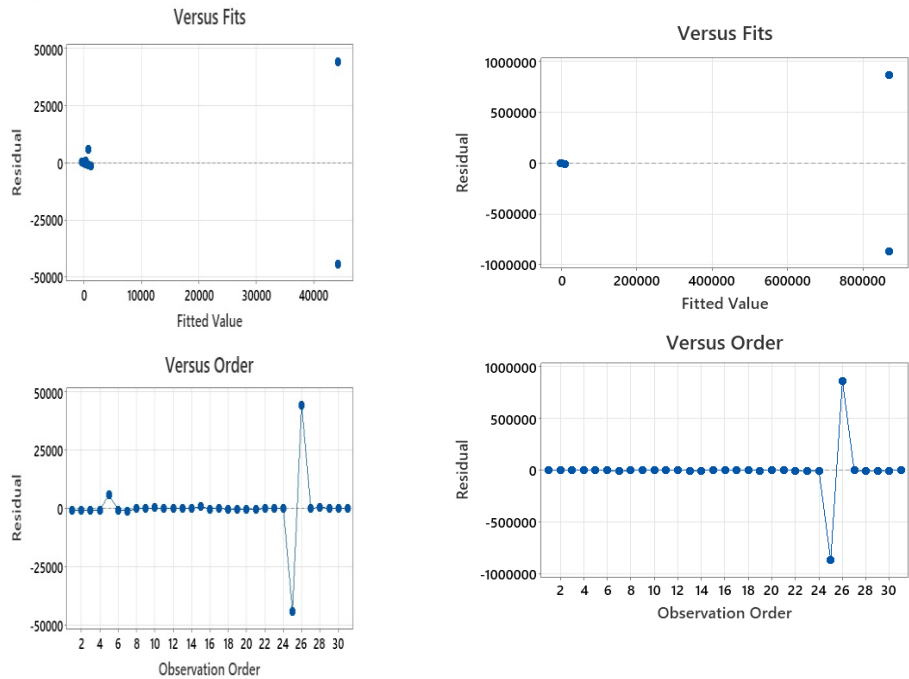 Versus Fits
50000
25000
0
-25000
-50000
Residual
0 10000 20000 30000 40000
Fitted Value
Versus Fits
1000000
500000
0
-500000
-1000000
Residual
0 200000 400000 600000 800000
Fitted Value
Versus Order
50000
25000
0
-25000
-50000
Residual
2 4 6 8 10 12 14 16 18 20 22 24 26 28 30
Observation Order
Versus Order
1000000
500000
0
-500000
-1000000
Residual
2 4 6 8 10 12 14 16 18 20 22 24 26 28 30
Observation Order